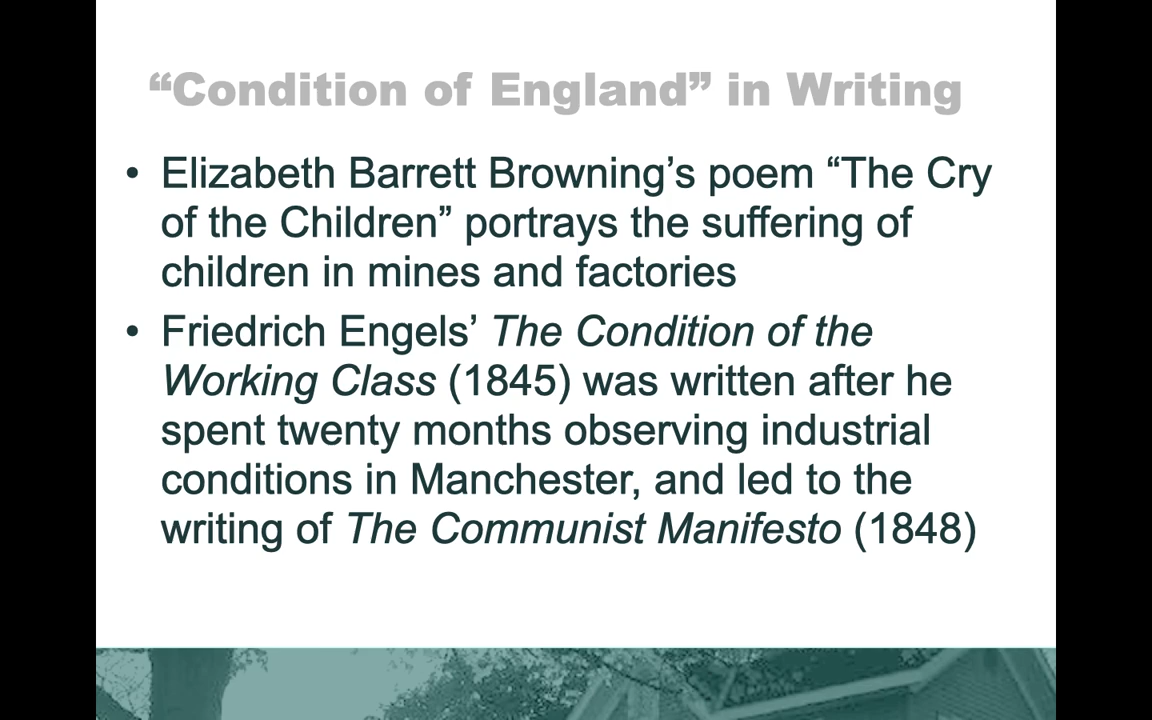 “Condition of England” in Writing
• Elizabeth Barrett Browning’s poem “The Cry
of the Children” portrays the suffering of
children in mines and factories
• Friedrich Engels’ The Condition of the
Working Class (1845) was written after he
spent twenty months observing industrial
conditions in Manchester, and led to the
writing of The Communist Manifesto (1848)